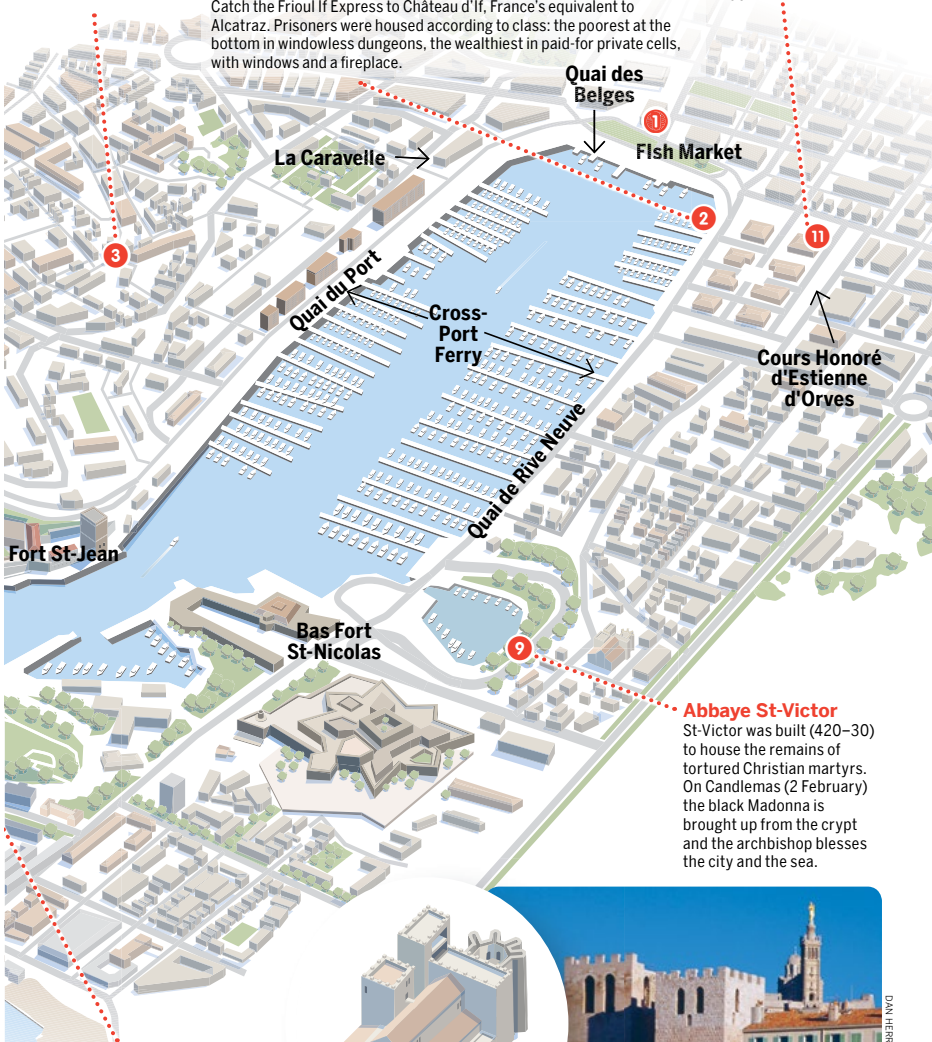 Catch the Frioul If Express to Château d'If, France's equivalent to
Alcatraz. Prisoners were housed according to class: the poorest at the
bottom in windowless dungeons, the wealthiest in paid-for private cells,
with windows and a fireplace.
Quai des
Belges
1
FIsh Market
La Caravelle
2
11
3
Quai du Port
Cross-
Port
Ferry
Cours Honoré
d'Estienne
d'Orves
Quai de Rive Neuve
Fort St-Jean
Bas Fort
St-Nicolas
9
Abbaye St-Victor
St-Victor was built (420–30)
to house the remains of
tortured Christian martyrs.
On Candlemas (2 February)
the black Madonna is
brought up from the crypt
and the archbishop blesses
the city and the sea.
DAN HERR